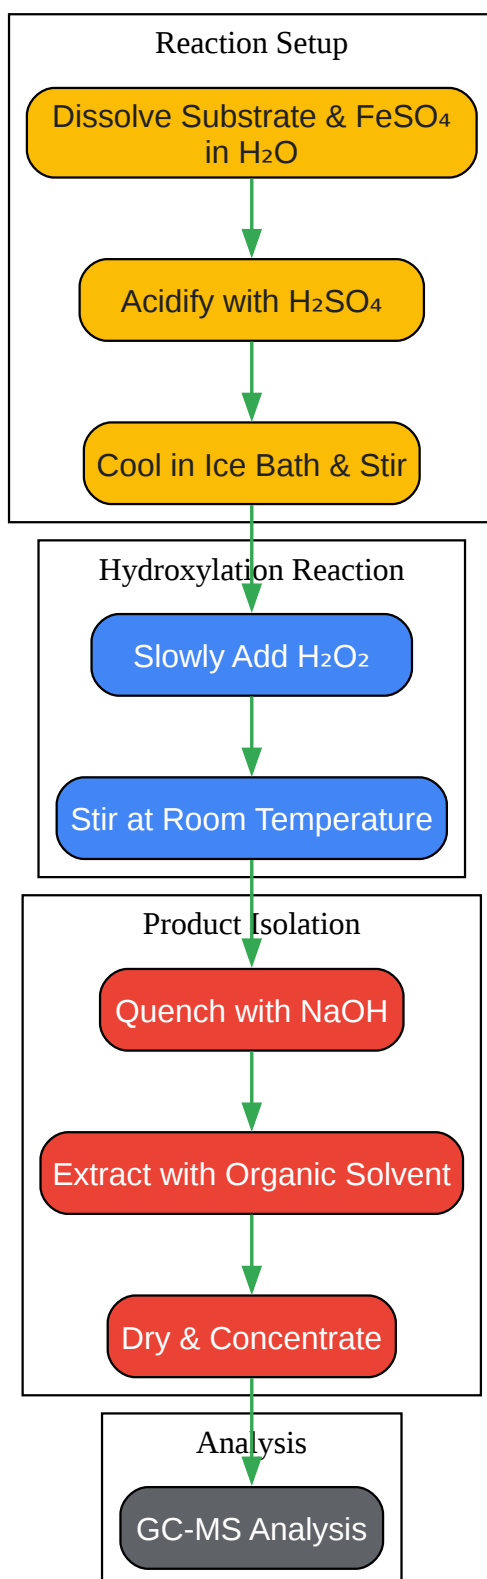 Reaction Setup
Dissolve Substrate & FeSO₄
in H₂O
Acidify with H₂SO₄
Cool in Ice Bath & Stir
Hydroxylation Reaction
Slowly Add H₂O₂
Stir at Room Temperature
Product Isolation
Quench with NaOH
Extract with Organic Solvent
Dry & Concentrate
Analysis
GC-MS Analysis